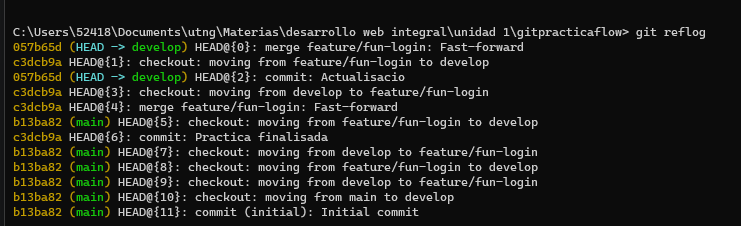 C:\Users\52418\Documents\utng\Materias\desarrollo web integral\unidad 1\gitpracticaflow> git reflog
057b65d (HEAD -> develop) HEAD@{0}: merge feature/fun-login: Fast-forward
c3dcb9a HEAD@{1}: checkout: moving from feature/fun-login to develop
057b65d (HEAD -> develop) HEAD@{2}: commit: Actualisacio
c3dcb9a HEAD@{3}: checkout: moving from develop to feature/fun-login
c3dcb9a HEAD@{4}: merge feature/fun-login: Fast-forward
b13ba82 (main) HEAD@{5}: checkout: moving from feature/fun-login to develop
c3dcb9a HEAD@{6}: commit: Practica finalisada
b13ba82 (main) HEAD@{7}: checkout: moving from develop to feature/fun-login
b13ba82 (main) HEAD@{8}: checkout: moving from feature/fun-login to develop
b13ba82 (main) HEAD@{9}: checkout: moving from develop to feature/fun-login
b13ba82 (main) HEAD@{10}: checkout: moving from main to develop
b13ba82 (main) HEAD@{11}: commit (initial): Initial commit